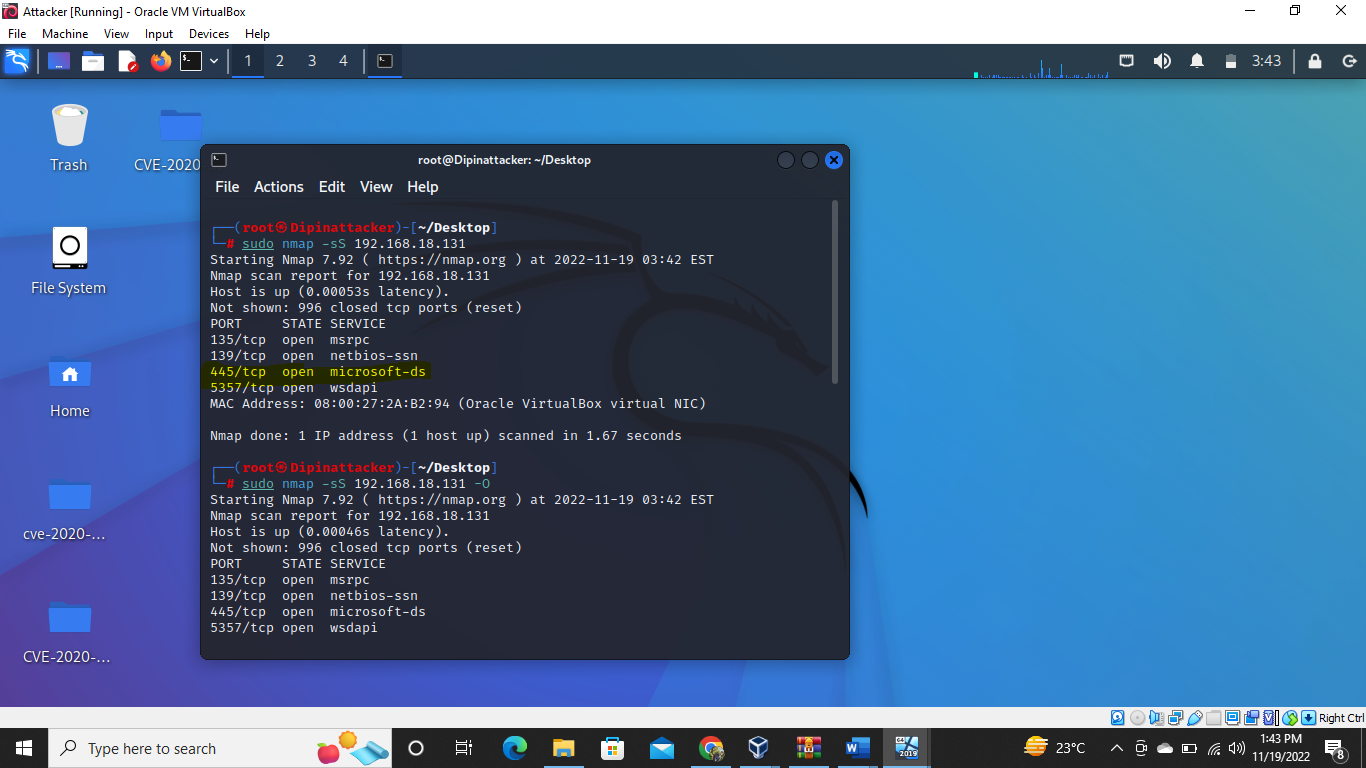 Attacker [Running] - Oracle VM VirtualBox
File Machine View Input Devices Help
1 2 3 4
3:43
Trash
CVE-2020
File System
Home
cve-2020-...
CVE-2020-...
root@Dipinattacker: ~/Desktop
File Actions Edit View Help
┌──(root㉿Dipinattacker)-[~/Desktop]
└─# sudo nmap -sS 192.168.18.131
Starting Nmap 7.92 ( https://nmap.org ) at 2022-11-19 03:42 EST
Nmap scan report for 192.168.18.131
Host is up (0.00053s latency).
Not shown: 996 closed tcp ports (reset)
PORT STATE SERVICE
135/tcp open msrpc
139/tcp open netbios-ssn
445/tcp open microsoft-ds
5357/tcp open wsdapi
MAC Address: 08:00:27:2A:B2:94 (Oracle VirtualBox virtual NIC)
Nmap done: 1 IP address (1 host up) scanned in 1.67 seconds
┌──(root㉿Dipinattacker)-[~/Desktop]
└─# sudo nmap -sS 192.168.18.131 -O
Starting Nmap 7.92 ( https://nmap.org ) at 2022-11-19 03:42 EST
Nmap scan report for 192.168.18.131
Host is up (0.00046s latency).
Not shown: 996 closed tcp ports (reset)
PORT STATE SERVICE
135/tcp open msrpc
139/tcp open netbios-ssn
445/tcp open microsoft-ds
5357/tcp open wsdapi
Right Ctrl
Type here to search
2019
23°C
1:43 PM
11/19/2022
8